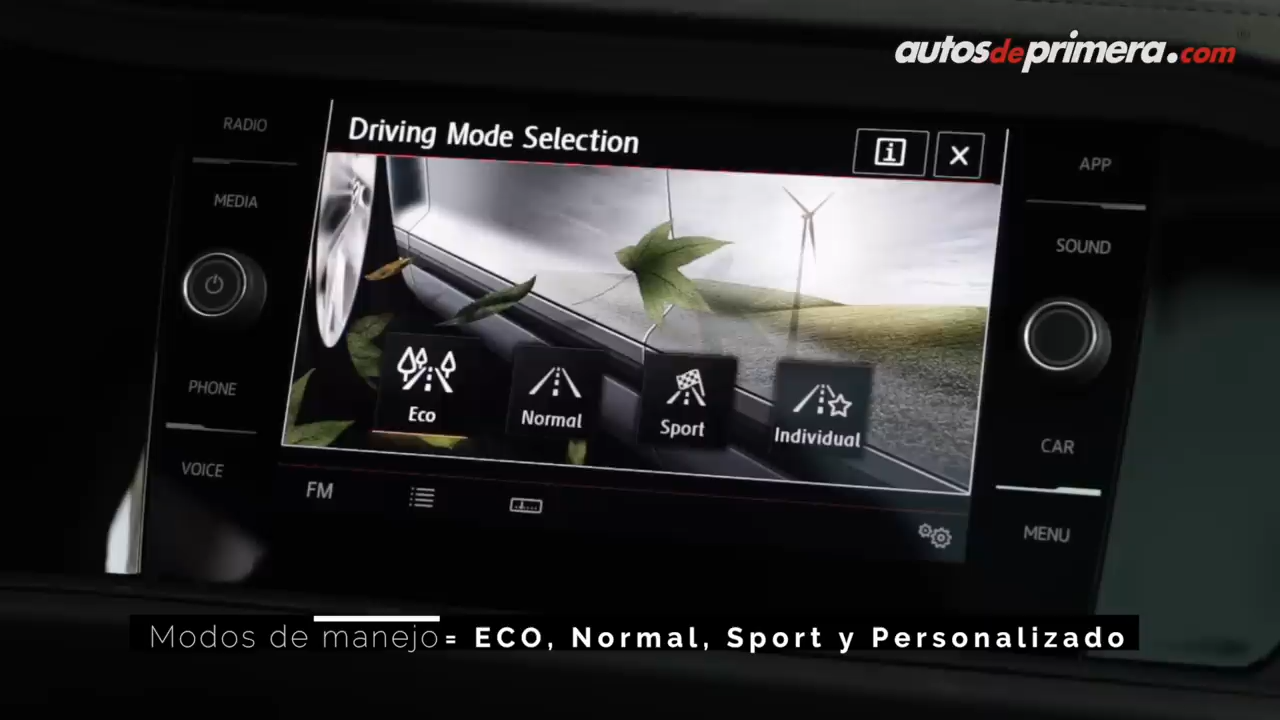 autosdeprimera.com
RADIO
MEDIA
PHONE
VOICE
Driving Mode Selection
i
Eco
Normal
Sport
Individual
FM
APP
SOUND
CAR
MENU
Modos de manejo= ECO, Normal, Sport y Personalizado